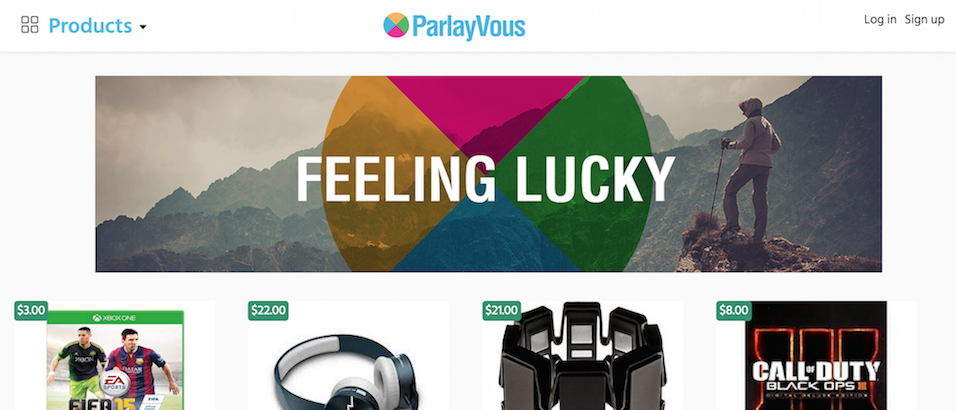 Products
ParlayVous
Log in Sign up
FEELING LUCKY
$3.00
$22.00
$21.00
$8.00
XBOX ONE
EA
SPORTS
FIFA 15
CALL OF DUTY
BLACK OPS III
DIGITAL DELUXE EDITION